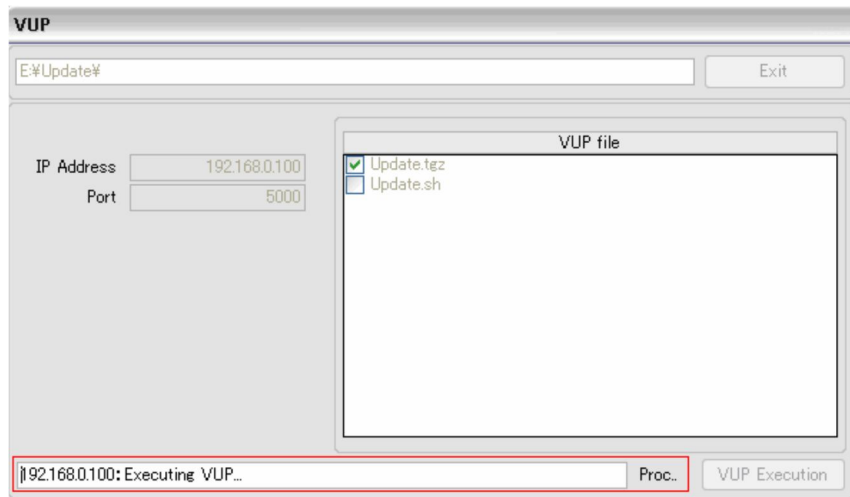 VUP
E:¥Update¥
Exit
VUP file
IP Address 192.168.0.100
Port 5000
Update.tgz
Update.sh
192.168.0.100: Executing VUP...
Proc..
VUP Execution